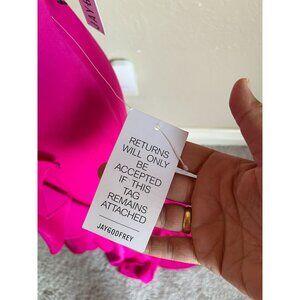 RETURNS
WILL ONLY
BE
ACCEPTED
IF THIS
TAG
REMAINS
ATTACHED
JAYGODFREY